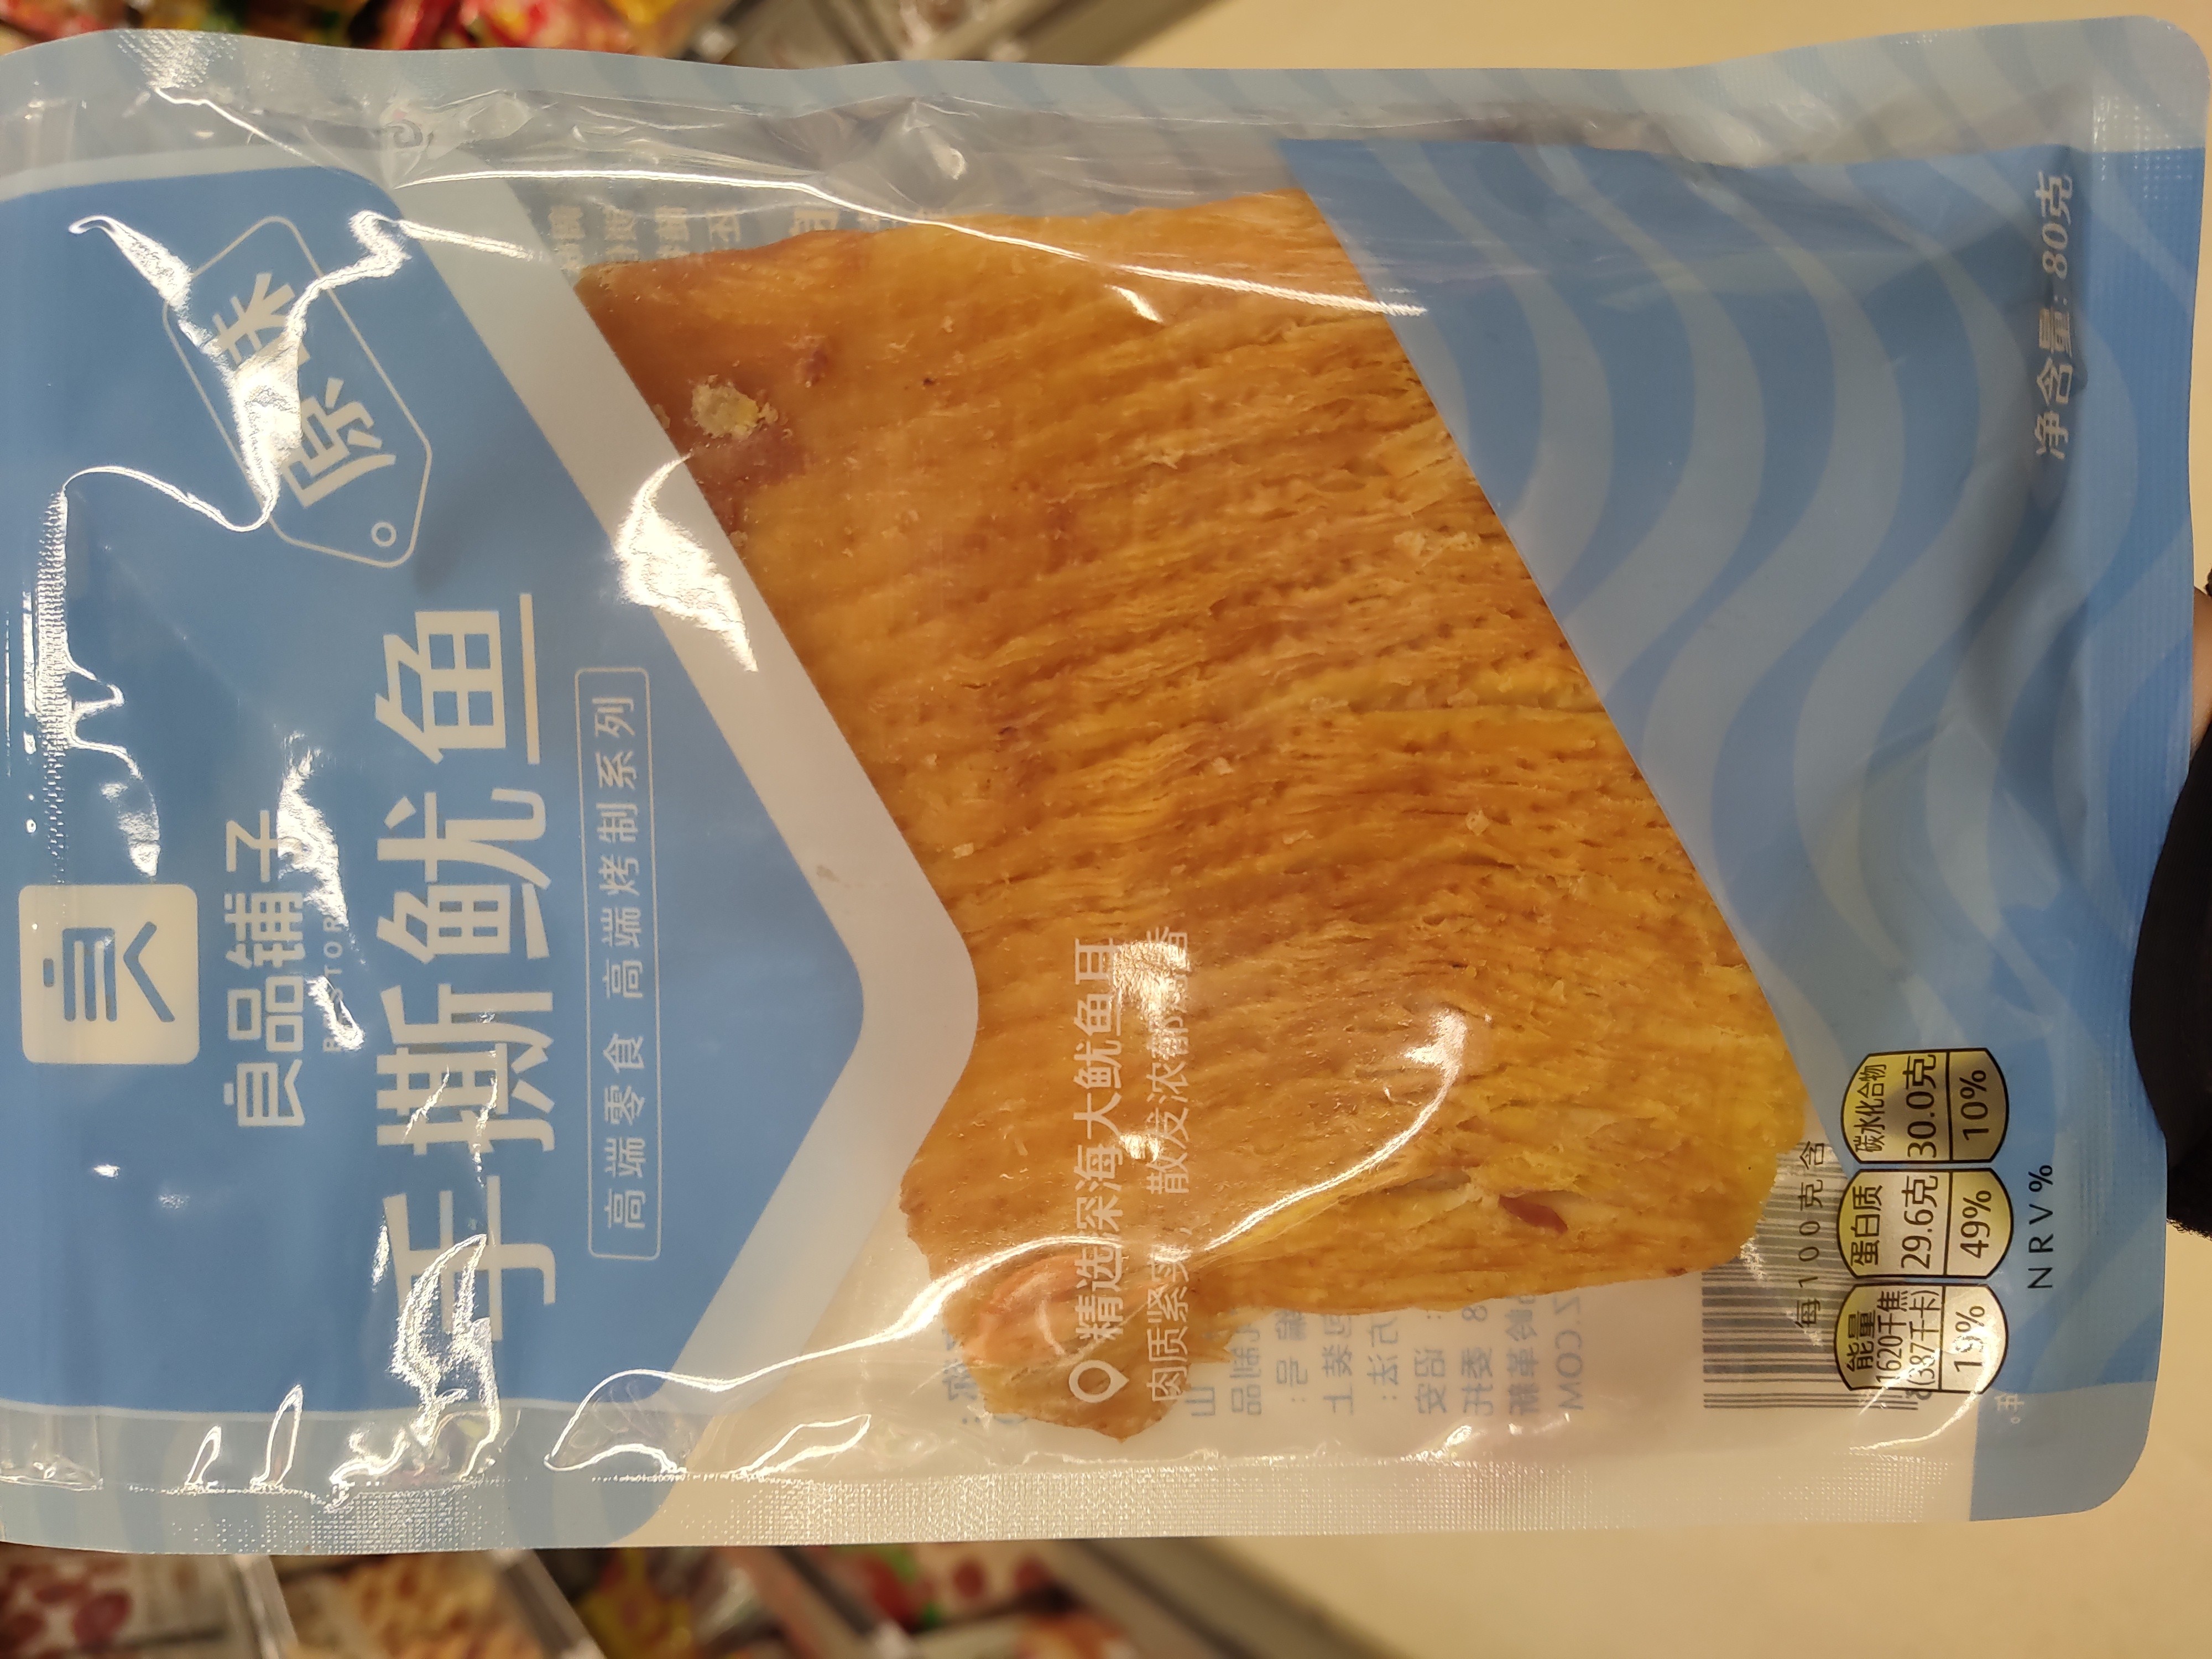 良
良品铺子
原味
手撕鱿鱼
高端零食 高端烤制系列
精选深海大鱿鱼耳
肉质紧实，散发浓郁
每100克含
能量
1620千焦
(387千卡)
19%
蛋白质
29.6克
49%
碳水化合物
30.0克
10%
NRV%
净含量: 80克